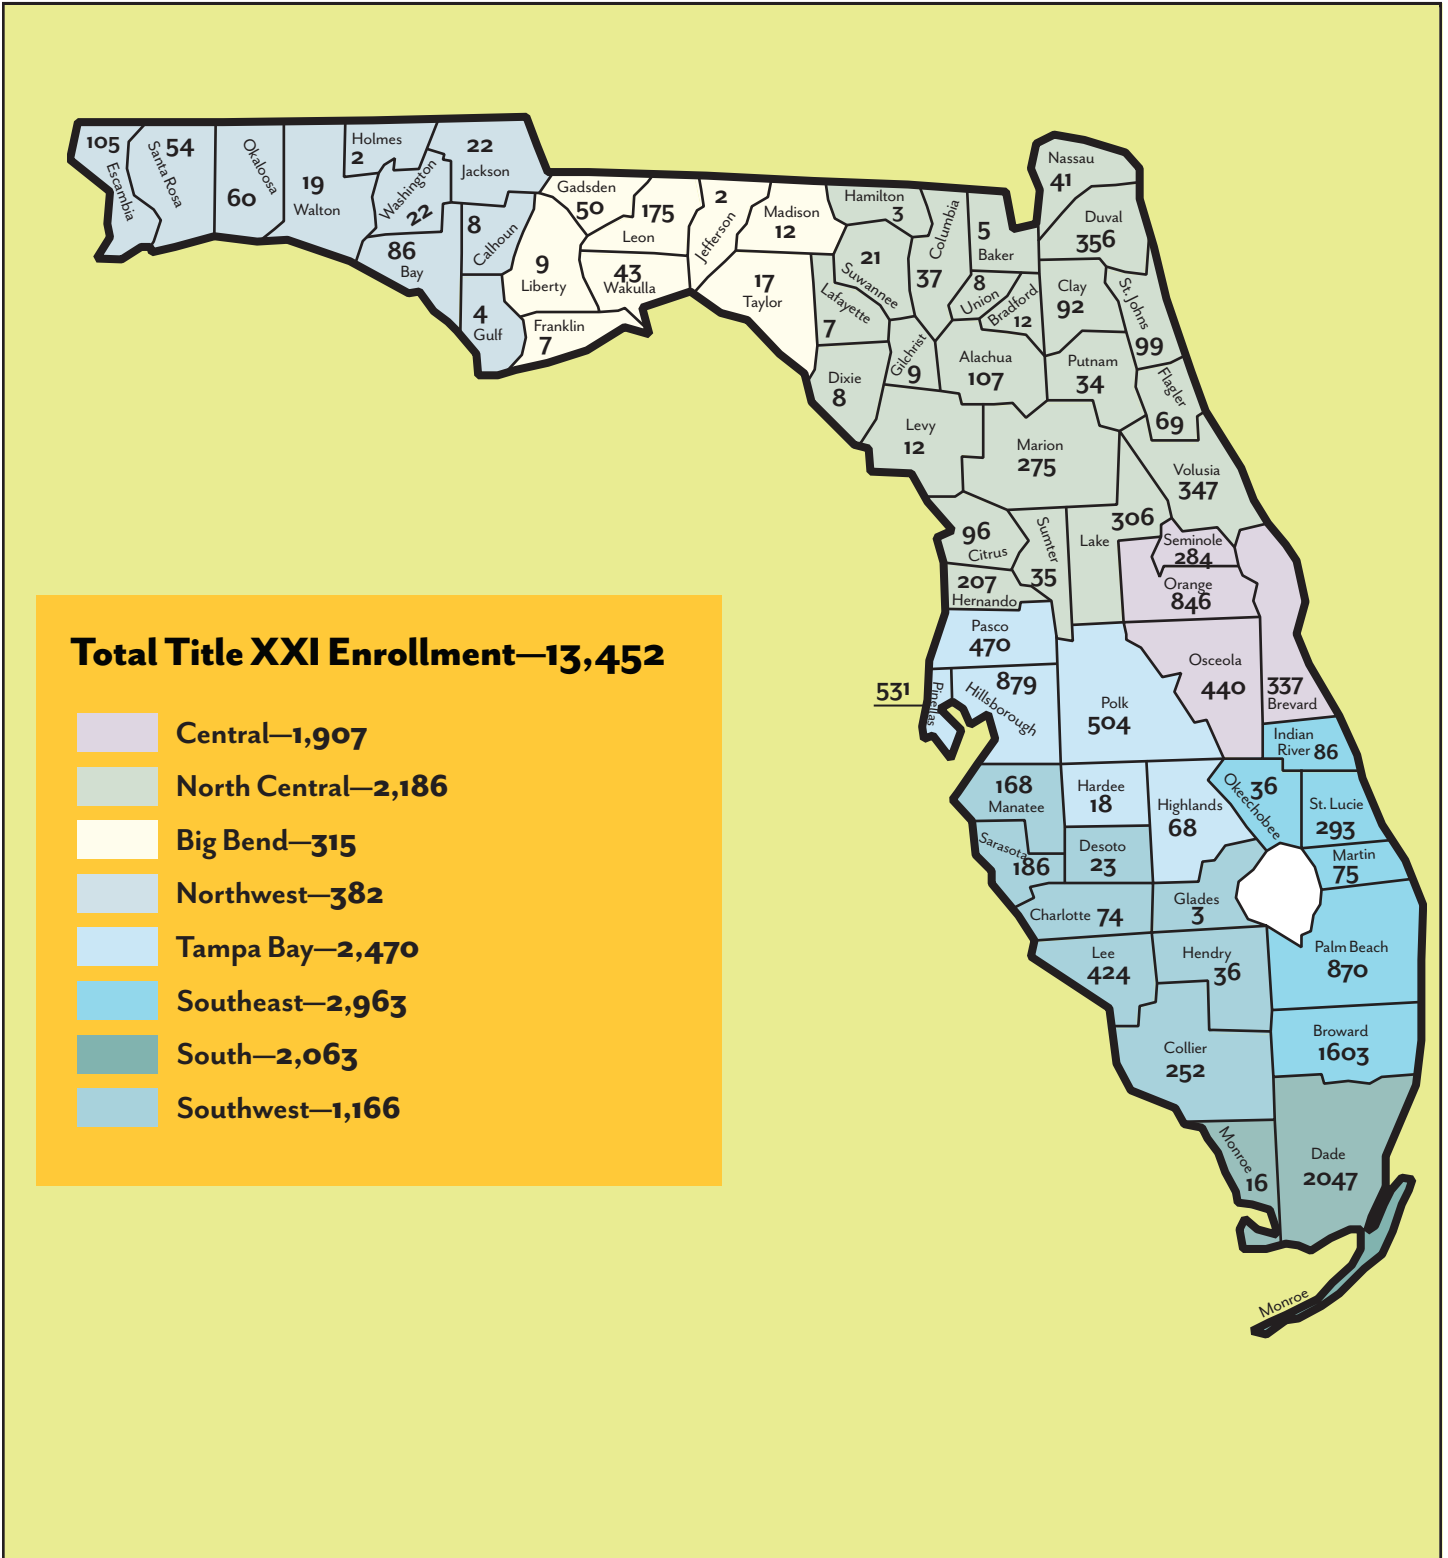 105
Escambia
Santa Rosa
54
Okaloosa
60
19
Walton
Holmes
2
Washington
22
22
Jackson
86
Bay
8
Calhoun
4
Gulf
Gadsden
50
175
Leon
9
Liberty
43
Wakulla
Franklin
7
2
Jefferson
Madison
12
17
Taylor
Hamilton
3
21
Suwannee
Lafayette
7
Columbia
37
5
Baker
Nassau
41
Duval
356
8
Union
Bradford
12
Clay
92
St. Johns
99
Dixie
8
Gilchrist
9
Alachua
107
Putnam
34
Flagler
69
Levy
12
Marion
275
Volusia
347
96
Citrus
Sumter
35
306
Lake
Seminole
284
Orange
846
207
Hernando
Pasco
470
531
Pinellas
879
Hillsborough
Polk
504
Osceola
440
337
Brevard
Indian
River 86
168
Manatee
Hardee
18
Highlands
68
36
Okeechobee
St. Lucie
293
Sarasota
186
Desoto
23
Martin
75
Charlotte 74
Glades
3
Lee
424
Hendry
36
Palm Beach
870
Collier
252
Broward
1603
Monroe
16
Dade
2047
Monroe
Total Title XXI Enrollment—13,452
Central—1,907
North Central—2,186
Big Bend—315
Northwest—382
Tampa Bay—2,470
Southeast—2,963
South—2,063
Southwest—1,166